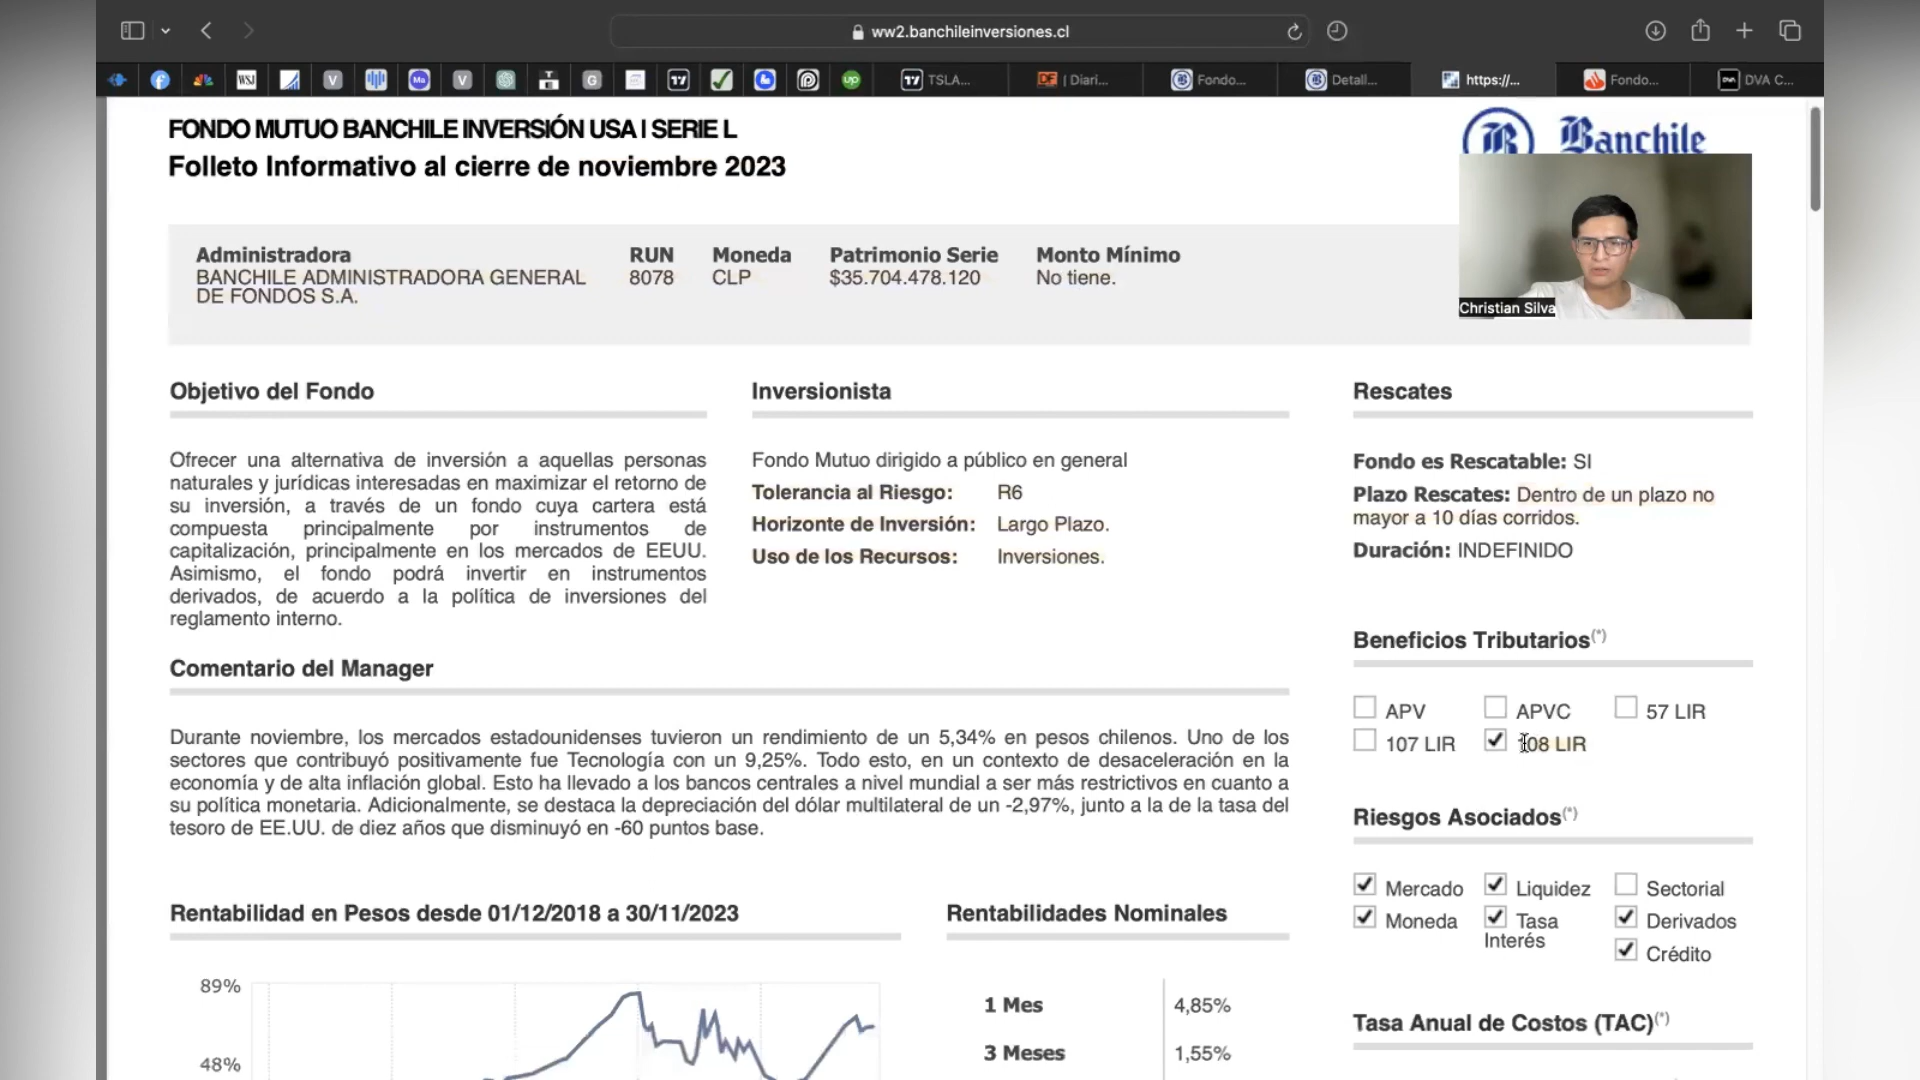 ww2.banchileinversiones.cl
WSJ
V
Ma
V
G
up
TSLA...
DF | Diari...
Fondo...
Detall...
https://...
Fondo...
DVA DVA C...
FONDO MUTUO BANCHILE INVERSIÓN USA | SERIE L
Folleto Informativo al cierre de noviembre 2023
Banchile
Christian Silva
Administradora
BANCHILE ADMINISTRADORA GENERAL
DE FONDOS S.A.
RUN
8078
Moneda
CLP
Patrimonio Serie
$35.704.478.120
Monto Mínimo
No tiene.
Objetivo del Fondo
Ofrecer una alternativa de inversión a aquellas personas
naturales y jurídicas interesadas en maximizar el retorno de
su inversión, a través de un fondo cuya cartera está
compuesta principalmente por instrumentos de
capitalización, principalmente en los mercados de EEUU.
Asimismo, el fondo podrá invertir en instrumentos
derivados, de acuerdo a la política de inversiones del
reglamento interno.
Inversionista
Fondo Mutuo dirigido a público en general
Tolerancia al Riesgo: R6
Horizonte de Inversión: Largo Plazo.
Uso de los Recursos: Inversiones.
Rescates
Fondo es Rescatable: SI
Plazo Rescates: Dentro de un plazo no
mayor a 10 días corridos.
Duración: INDEFINIDO
Comentario del Manager
Durante noviembre, los mercados estadounidenses tuvieron un rendimiento de un 5,34% en pesos chilenos. Uno de los
sectores que contribuyó positivamente fue Tecnología con un 9,25%. Todo esto, en un contexto de desaceleración en la
economía y de alta inflación global. Esto ha llevado a los bancos centrales a nivel mundial a ser más restrictivos en cuanto a
su política monetaria. Adicionalmente, se destaca la depreciación del dólar multilateral de un -2,97%, junto a la de la tasa del
tesoro de EE.UU. de diez años que disminuyó en -60 puntos base.
Beneficios Tributarios(*)
APV APVC 57 LIR
107 LIR 108 LIR
Riesgos Asociados(*)
Mercado Liquidez Sectorial
Moneda Tasa Derivados
Interés
Crédito
Tasa Anual de Costos (TAC)(*)
Rentabilidad en Pesos desde 01/12/2018 a 30/11/2023
89%
48%
Rentabilidades Nominales
1 Mes 4,85%
3 Meses 1,55%